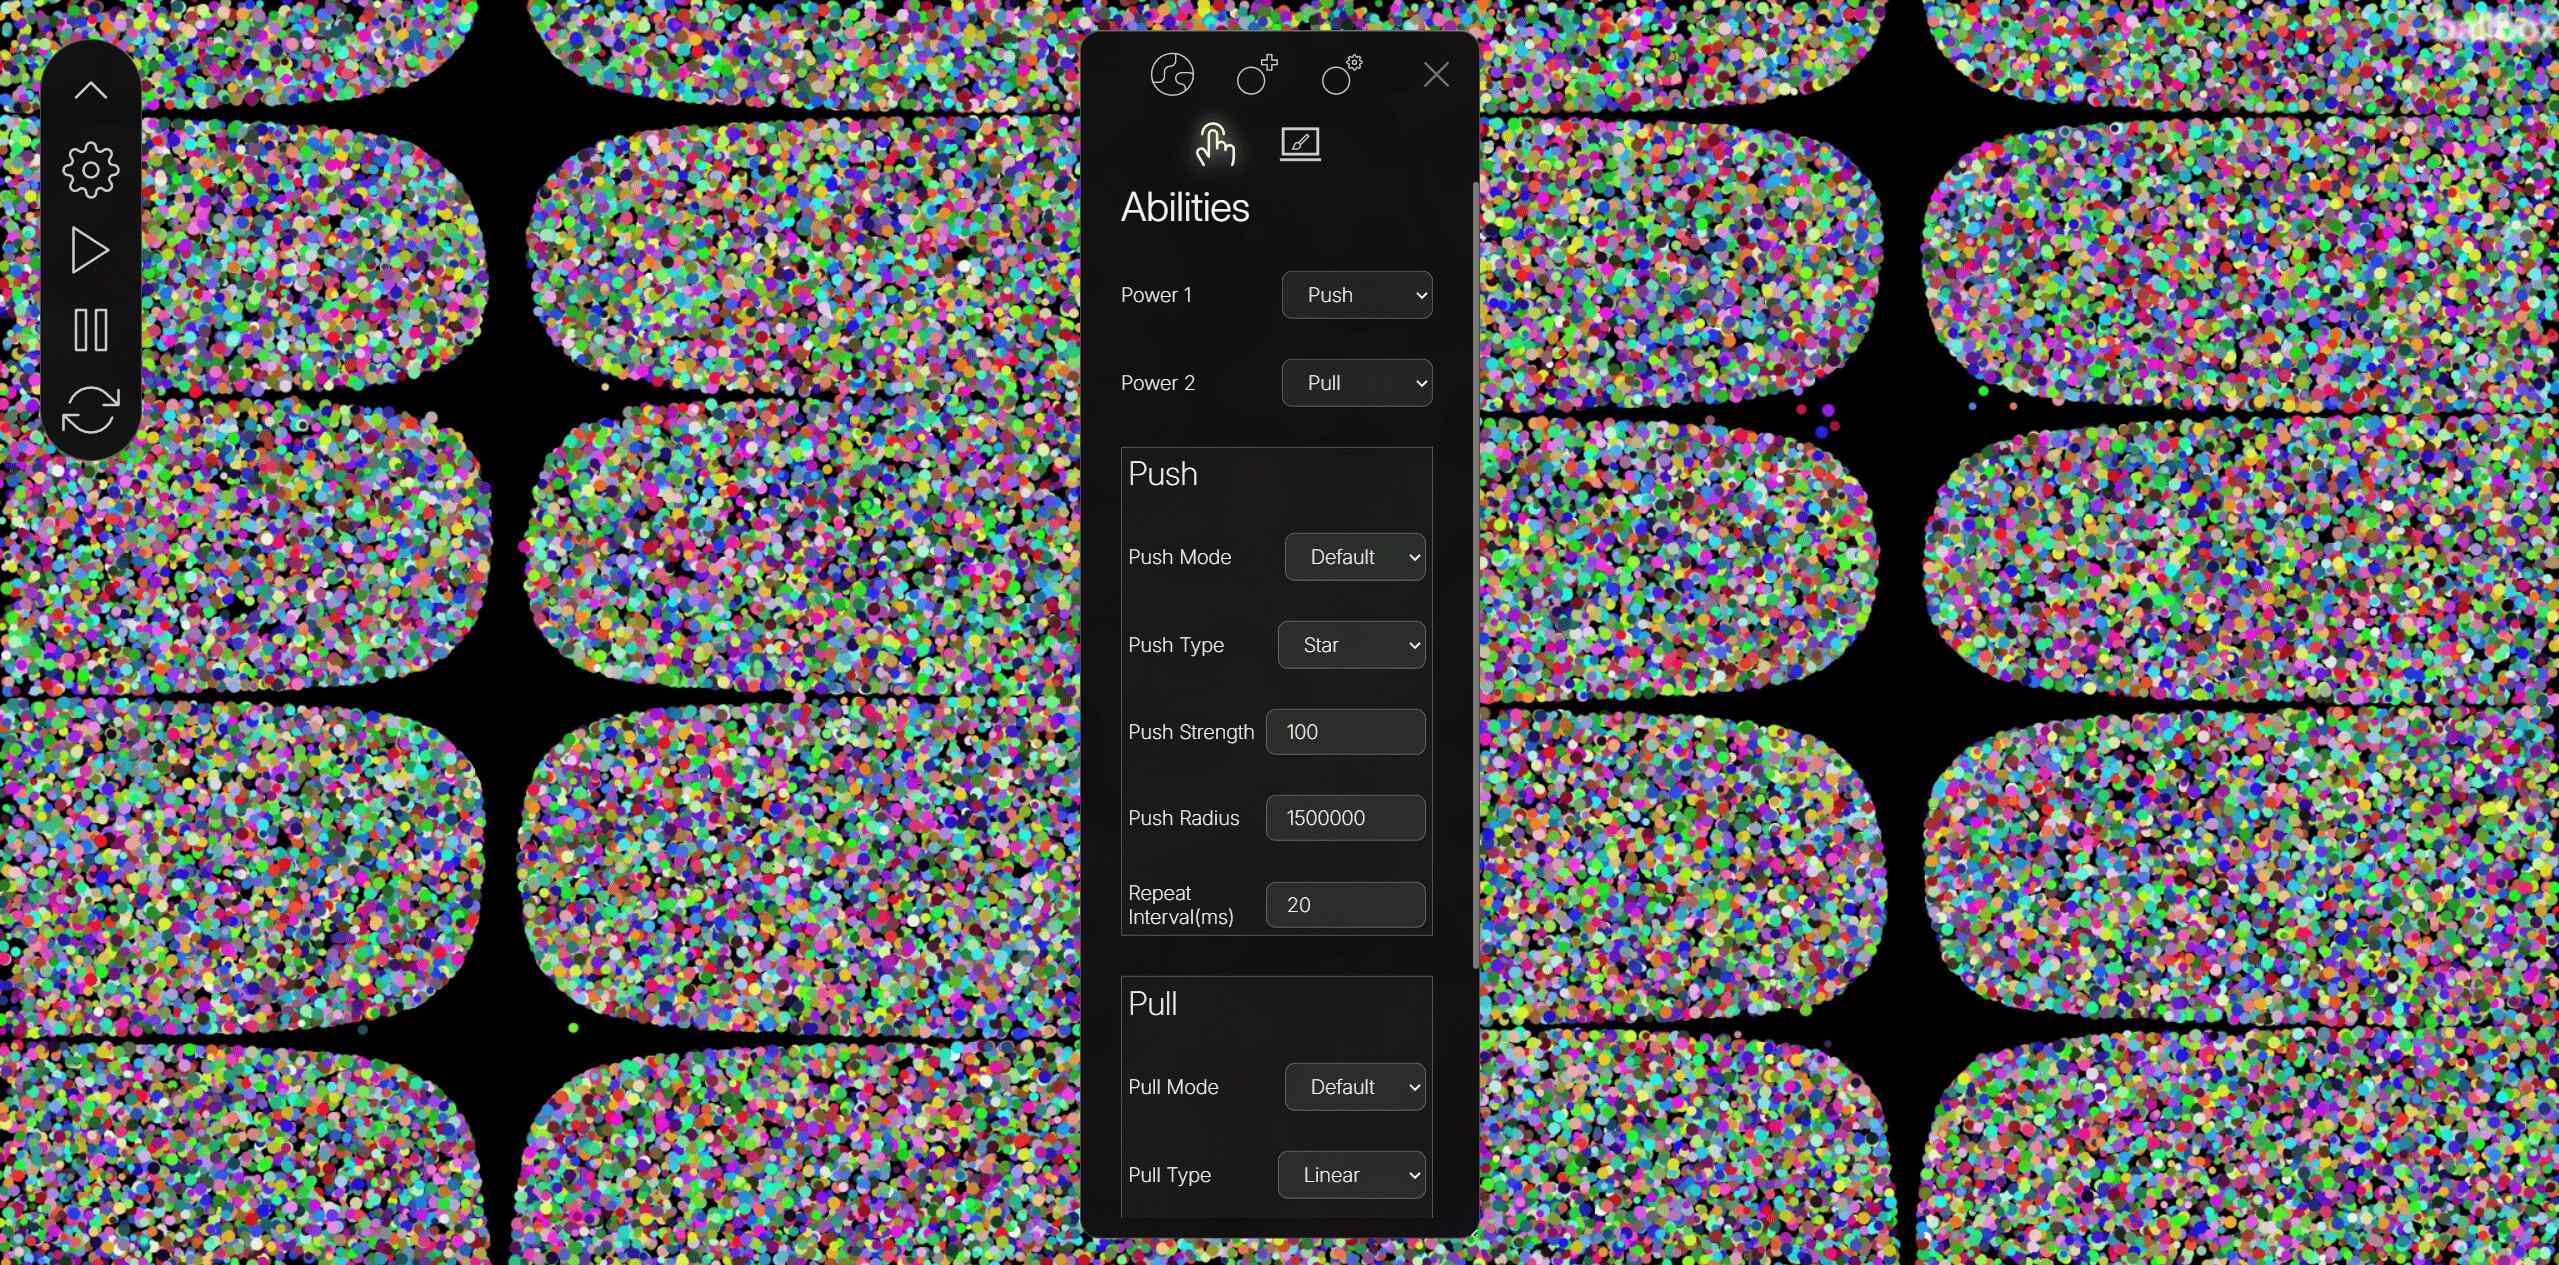 Abilities
Power 1 Push
Power 2 Pull
Push
Push Mode Default
Push Type Star
Push Strength 100
Push Radius 1500000
Repeat
Interval(ms) 20
Pull
Pull Mode Default
Pull Type Linear